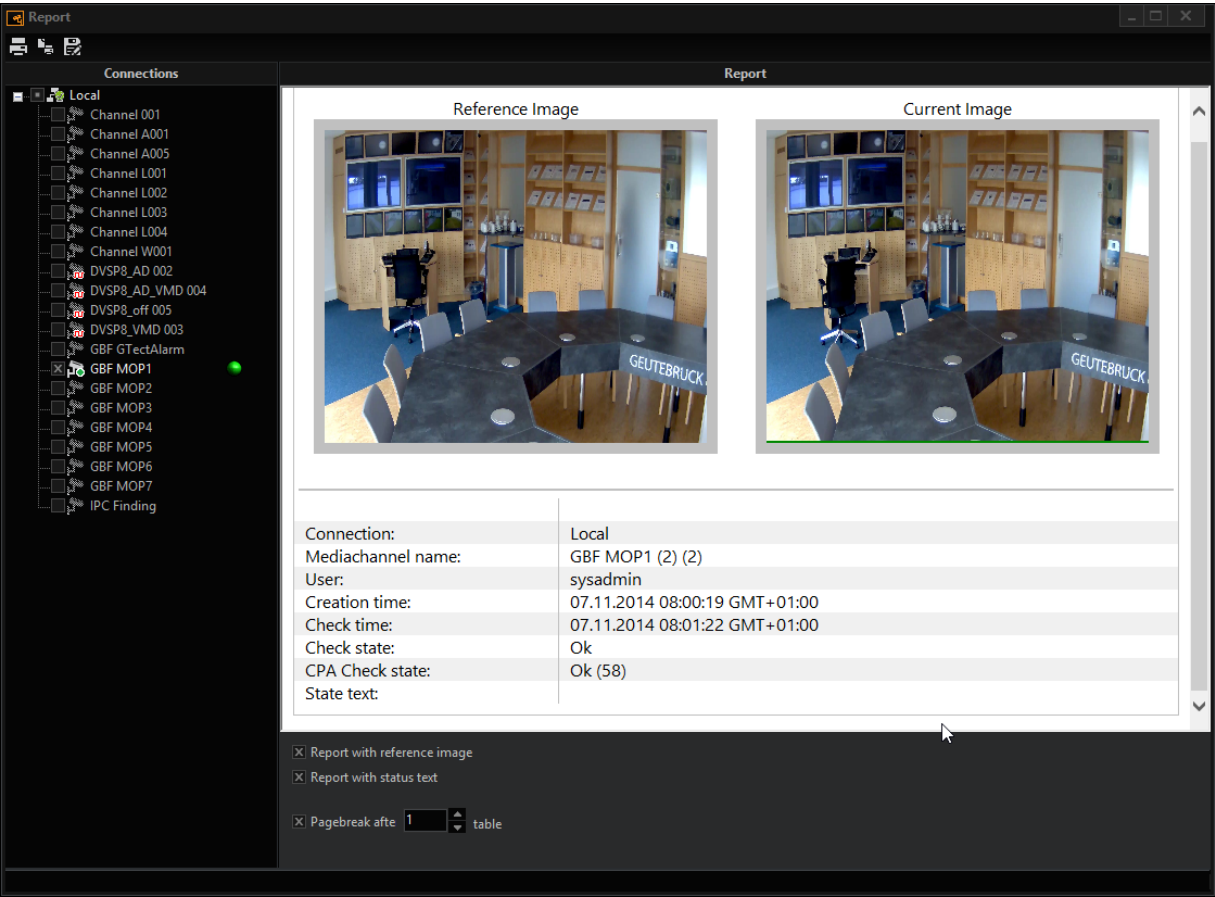 Report
Connections
Report
Local
Channel 001
Channel A001
Channel A005
Channel L001
Channel L002
Channel L003
Channel L004
Channel W001
DVSP8_AD 002
DVSP8_AD_VMD 004
DVSP8_off 005
DVSP8_VMD 003
GBF GTectAlarm
GBF MOP1
GBF MOP2
GBF MOP3
GBF MOP4
GBF MOP5
GBF MOP6
GBF MOP7
IPC Finding
Reference Image
Current Image
GEUTEBRUCK
GEUTEBRUCK
Connection: Local
Mediachannel name: GBF MOP1 (2) (2)
User: sysadmin
Creation time: 07.11.2014 08:00:19 GMT+01:00
Check time: 07.11.2014 08:01:22 GMT+01:00
Check state: Ok
CPA Check state: Ok (58)
State text:
Report with reference image
Report with status text
Pagebreak afte 1 table